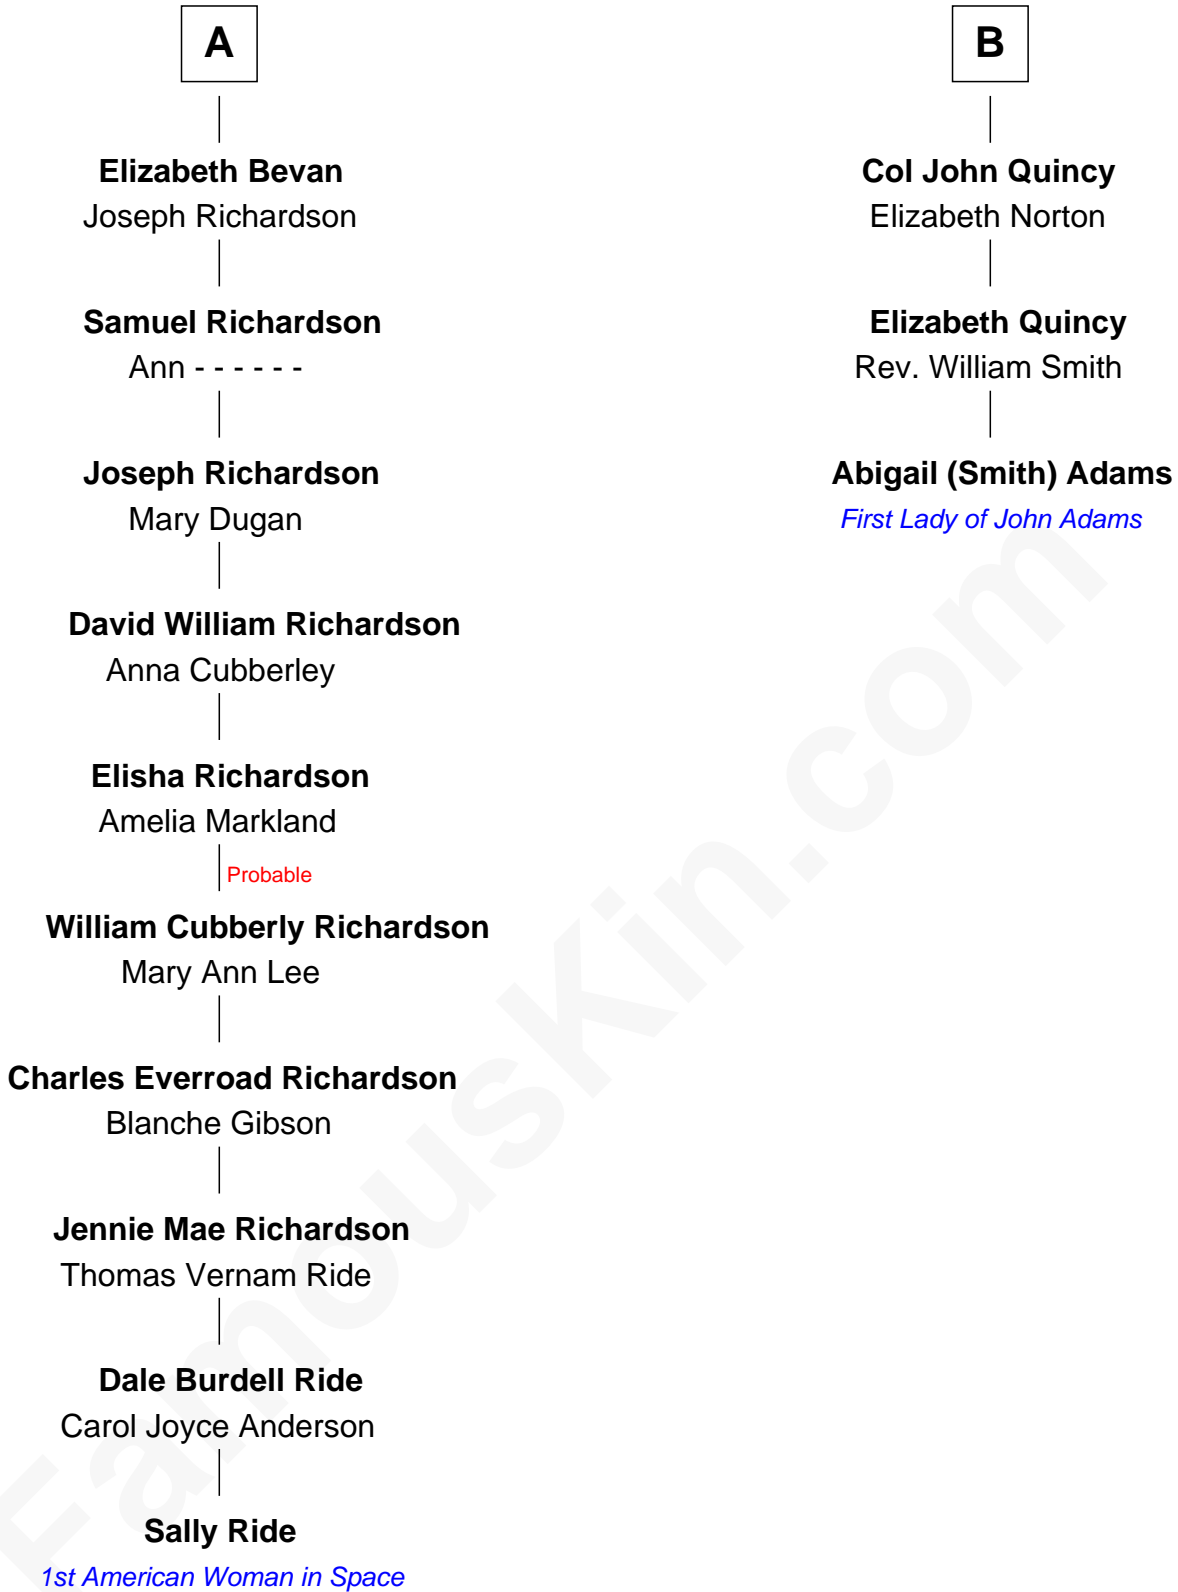 A
Elizabeth Bevan
Joseph Richardson
Samuel Richardson
Ann - - - - - -
Joseph Richardson
Mary Dugan
David William Richardson
Anna Cubberley
Elisha Richardson
Amelia Markland
Probable
William Cubberly Richardson
Mary Ann Lee
Charles Everroad Richardson
Blanche Gibson
Jennie Mae Richardson
Thomas Vernam Ride
Dale Burdell Ride
Carol Joyce Anderson
Sally Ride
1st American Woman in Space
B
Col John Quincy
Elizabeth Norton
Elizabeth Quincy
Rev. William Smith
Abigail (Smith) Adams
First Lady of John Adams
FamousKin.com